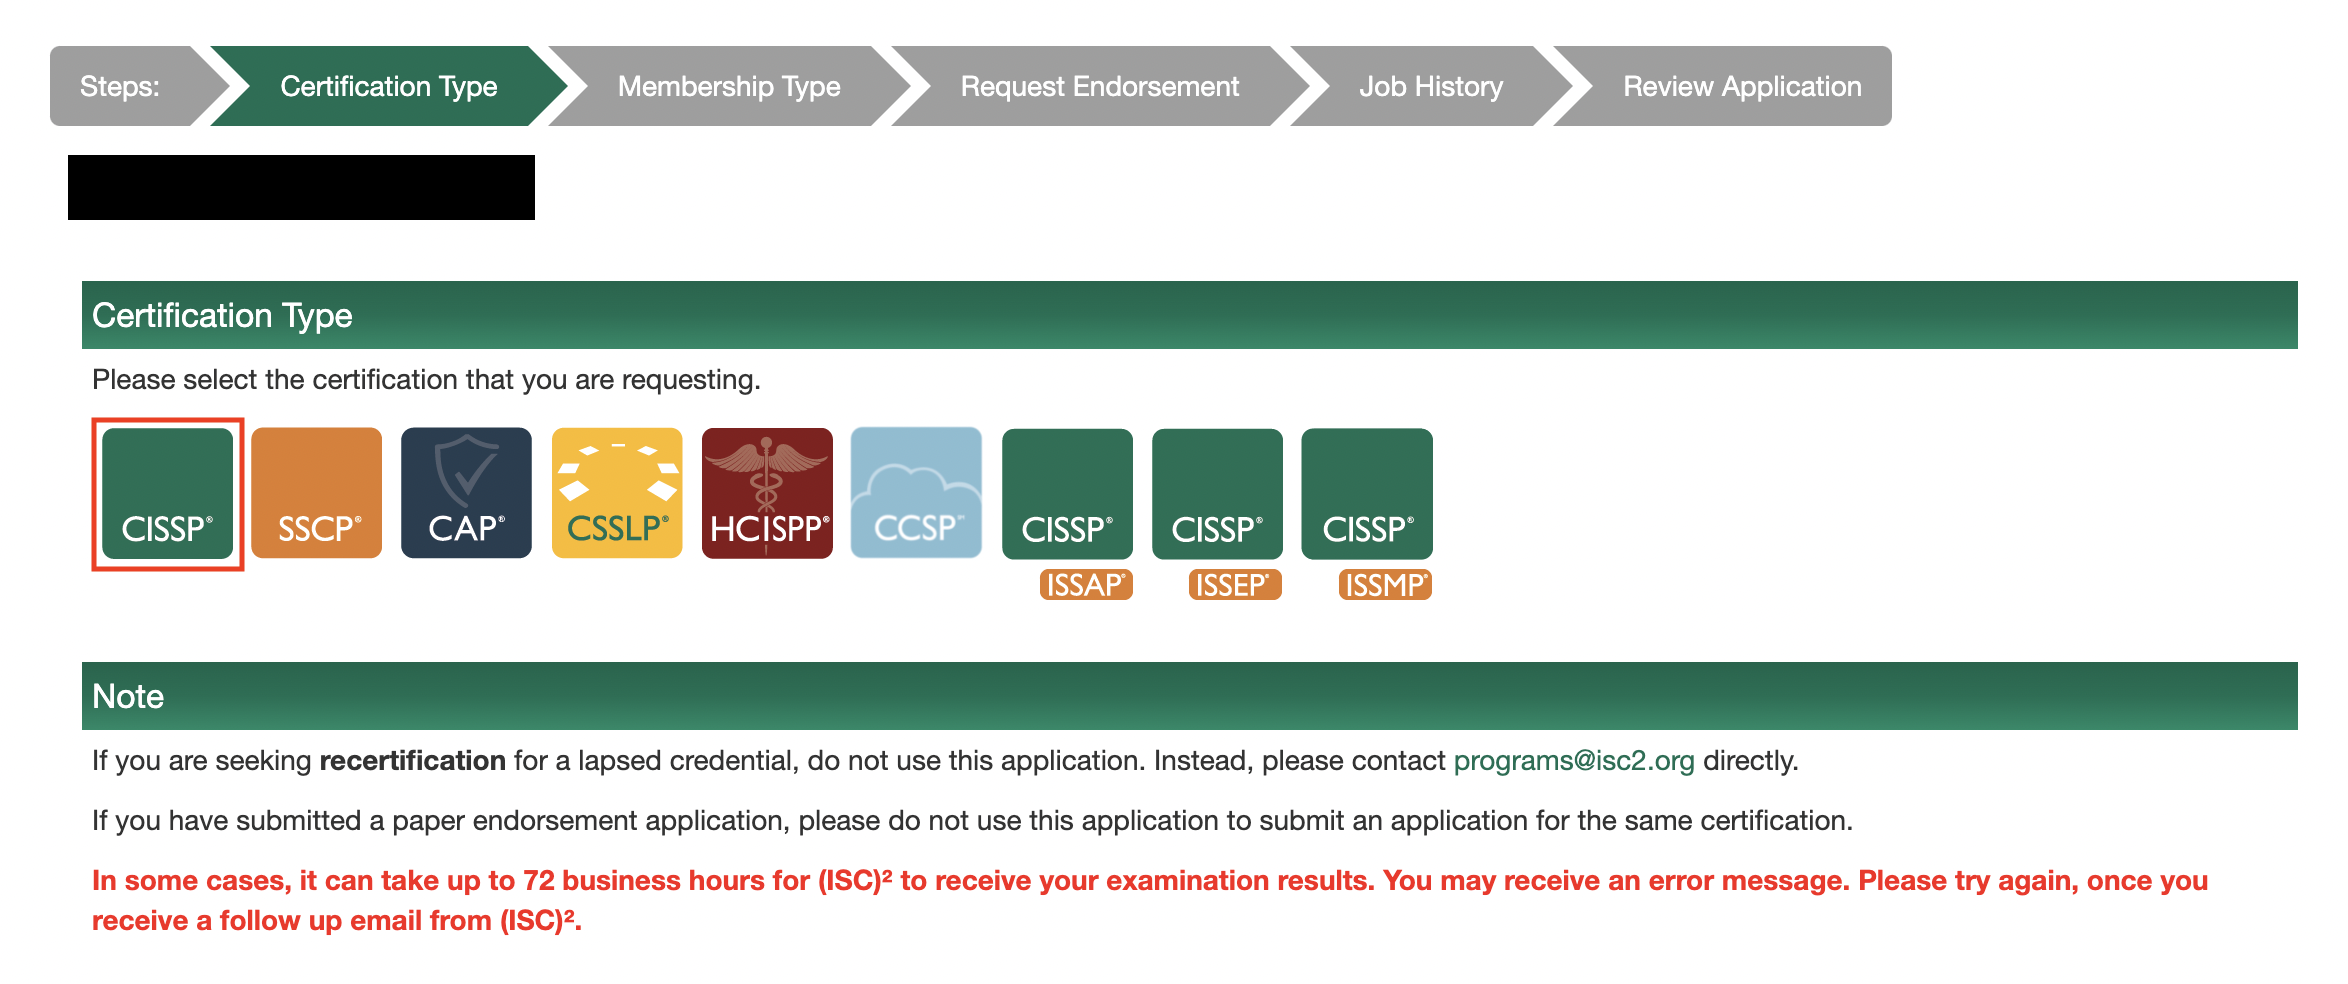 Steps: Certification Type Membership Type Request Endorsement Job History Review Application
Certification Type
Please select the certification that you are requesting.
CISSP® SSCP® CAP® CSSLP® HCISPP® CCSP℠ CISSP® CISSP® CISSP®
ISSAP® ISSEP® ISSMP®
Note
If you are seeking recertification for a lapsed credential, do not use this application. Instead, please contact programs@isc2.org directly.
If you have submitted a paper endorsement application, please do not use this application to submit an application for the same certification.
In some cases, it can take up to 72 business hours for (ISC)² to receive your examination results. You may receive an error message. Please try again, once you
receive a follow up email from (ISC)².